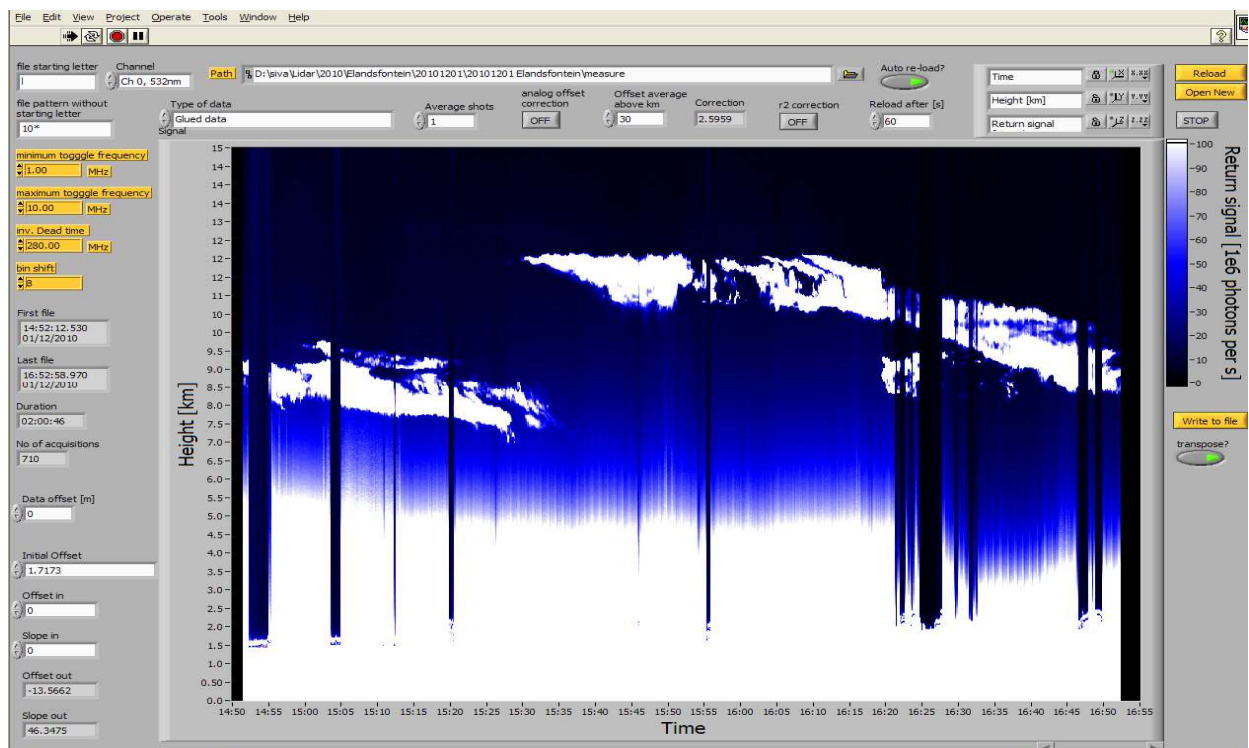 File Edit View Project Operate Tools Window Help
file starting letter
l
Channel
Ch 0, 532nm
Path
D:\siva\Lidar\2010\Elandsfontein\20101201\20101201 Elandsfontein\measure
Auto re-load?
Time
X.XX
Reload
file pattern without
starting letter
10*
Type of data
Glued data
Average shots
1
analog offset
correction
OFF
Offset average
above km
30
Correction
2.5959
r2 correction
OFF
Reload after [s]
60
Height [km]
Y.YY
Return signal
Open New
STOP
Signal
minimum togggle frequency
1.00 MHz
maximum togggle frequency
10.00 MHz
inv. Dead time
280.00 MHz
bin shift
8
First file
14:52:12.530
01/12/2010
Last file
16:52:58.970
01/12/2010
Duration
02:00:46
No of acquisitions
710
Data offset [m]
0
Initial Offset
1.7173
Offset in
0
Slope in
0
Offset out
-13.5662
Slope out
46.3475
Height [km]
15
14
14
13
13
12
12
11
11
10
10
9.5
9.0
8.5
8.0
7.5
7.0
6.5
6.0
5.5
5.0
4.5
4.0
3.5
3.0
2.5
2.0
1.5
1.0
0.50
0.0
14:50 14:55 15:00 15:05 15:10 15:15 15:20 15:25 15:30 15:35 15:40 15:45 15:50 15:55 16:00 16:05 16:10 16:15 16:20 16:25 16:30 16:35 16:40 16:45 16:50 16:55
Time
100
90
80
70
60
50
40
30
20
10
0
Return signal [1e6 photons per s]
Write to file
transpose?